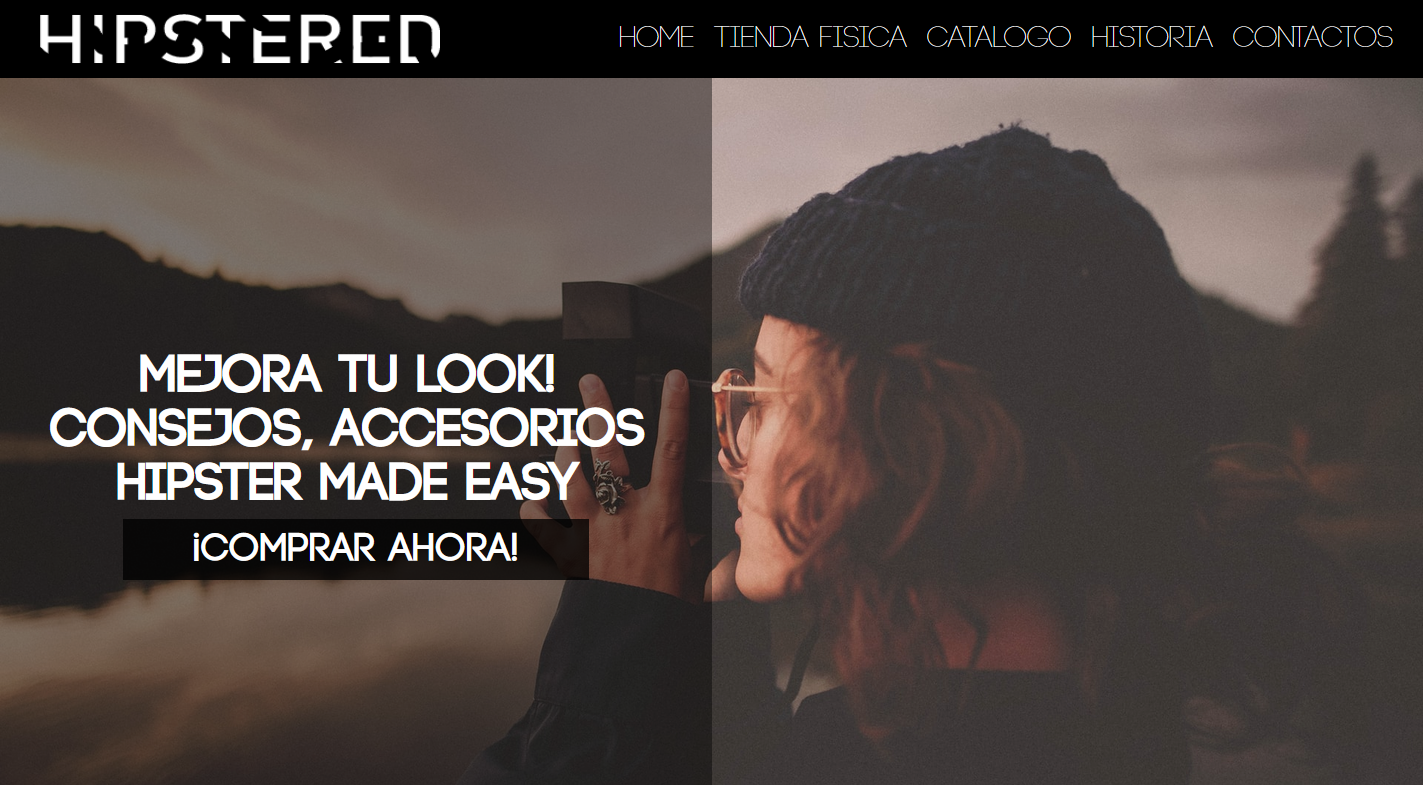 HIPSTERED
HOME TIENDA FISICA CATALOGO HISTORIA CONTACTOS
MEJORA TU LOOK!
CONSEJOS, ACCESORIOS
HIPSTER MADE EASY
¡COMPRAR AHORA!